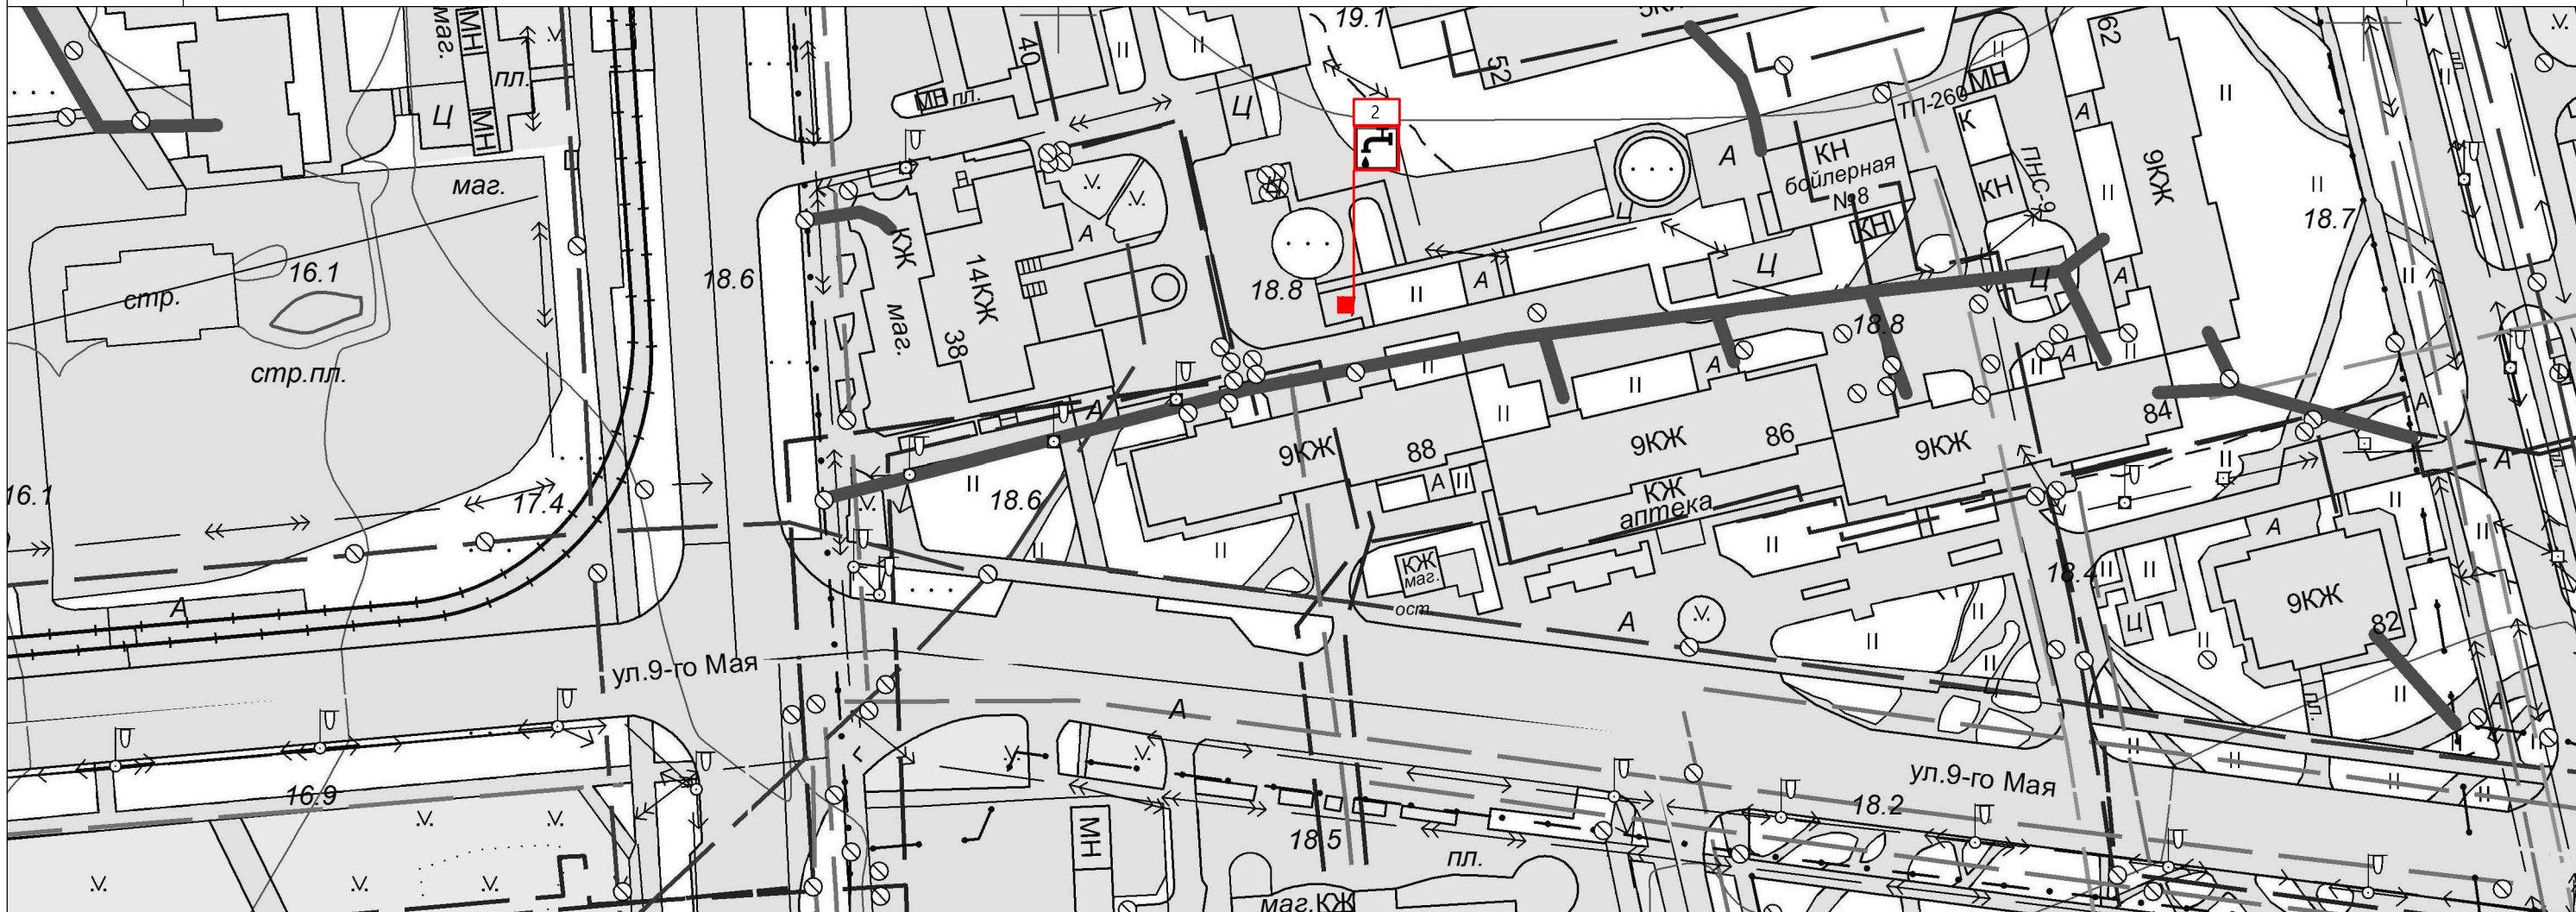 19.1
5КЖ
МН
маг.
пл.
МН
Ц
40
МН пл.
Ц
2
52
ТП-260
МН
62
К
А
КН
бойлерная
№8
КН
ПНС-9
А
9КЖ
маг.
18.7
КН
Ц
А
КЖ
14КЖ
38
маг.
16.1
стр.
стр.пл.
18.6
18.8
А
Ц
Ц
А
18.8
А
А
84
А
А
9КЖ
88
9КЖ
86
9КЖ
А
16.1
17.4
18.6
А
КЖ
аптека
А
КЖ
маг.
ост.
18.4
9КЖ
82
Ц
А
А
ул.9-го Мая
А
пл.
А
ул.9-го Мая
18.2
16.9
МН
18.5
пл.
маг.КЖ